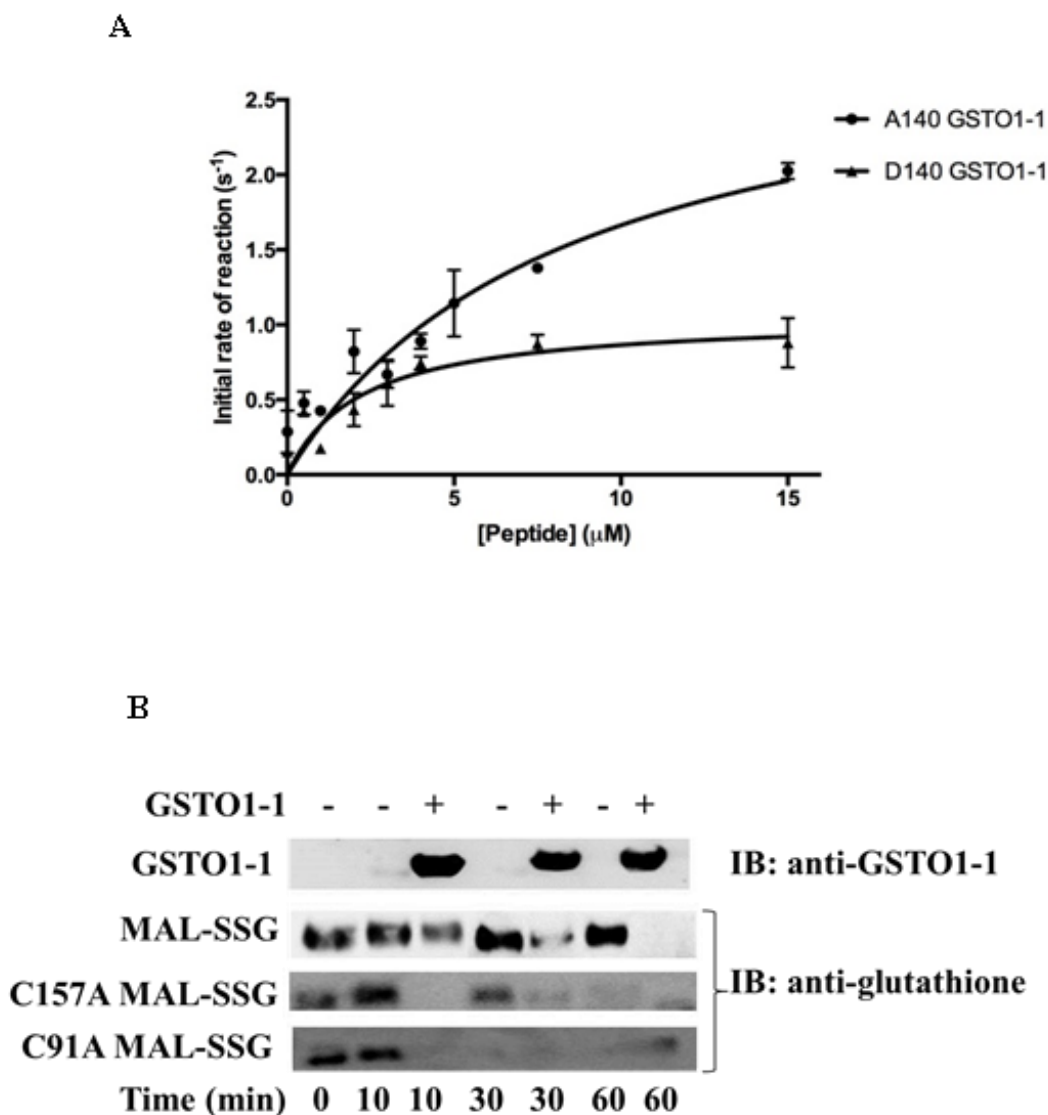 A
2.5
2.0
1.5
1.0
0.5
0.0
0 5 10 15
Initial rate of reaction (s⁻¹)
[Peptide] (μM)
A140 GSTO1-1
D140 GSTO1-1
B
GSTO1-1 - - + - + - +
GSTO1-1 IB: anti-GSTO1-1
MAL-SSG
C157A MAL-SSG IB: anti-glutathione
C91A MAL-SSG
Time (min) 0 10 10 30 30 60 60